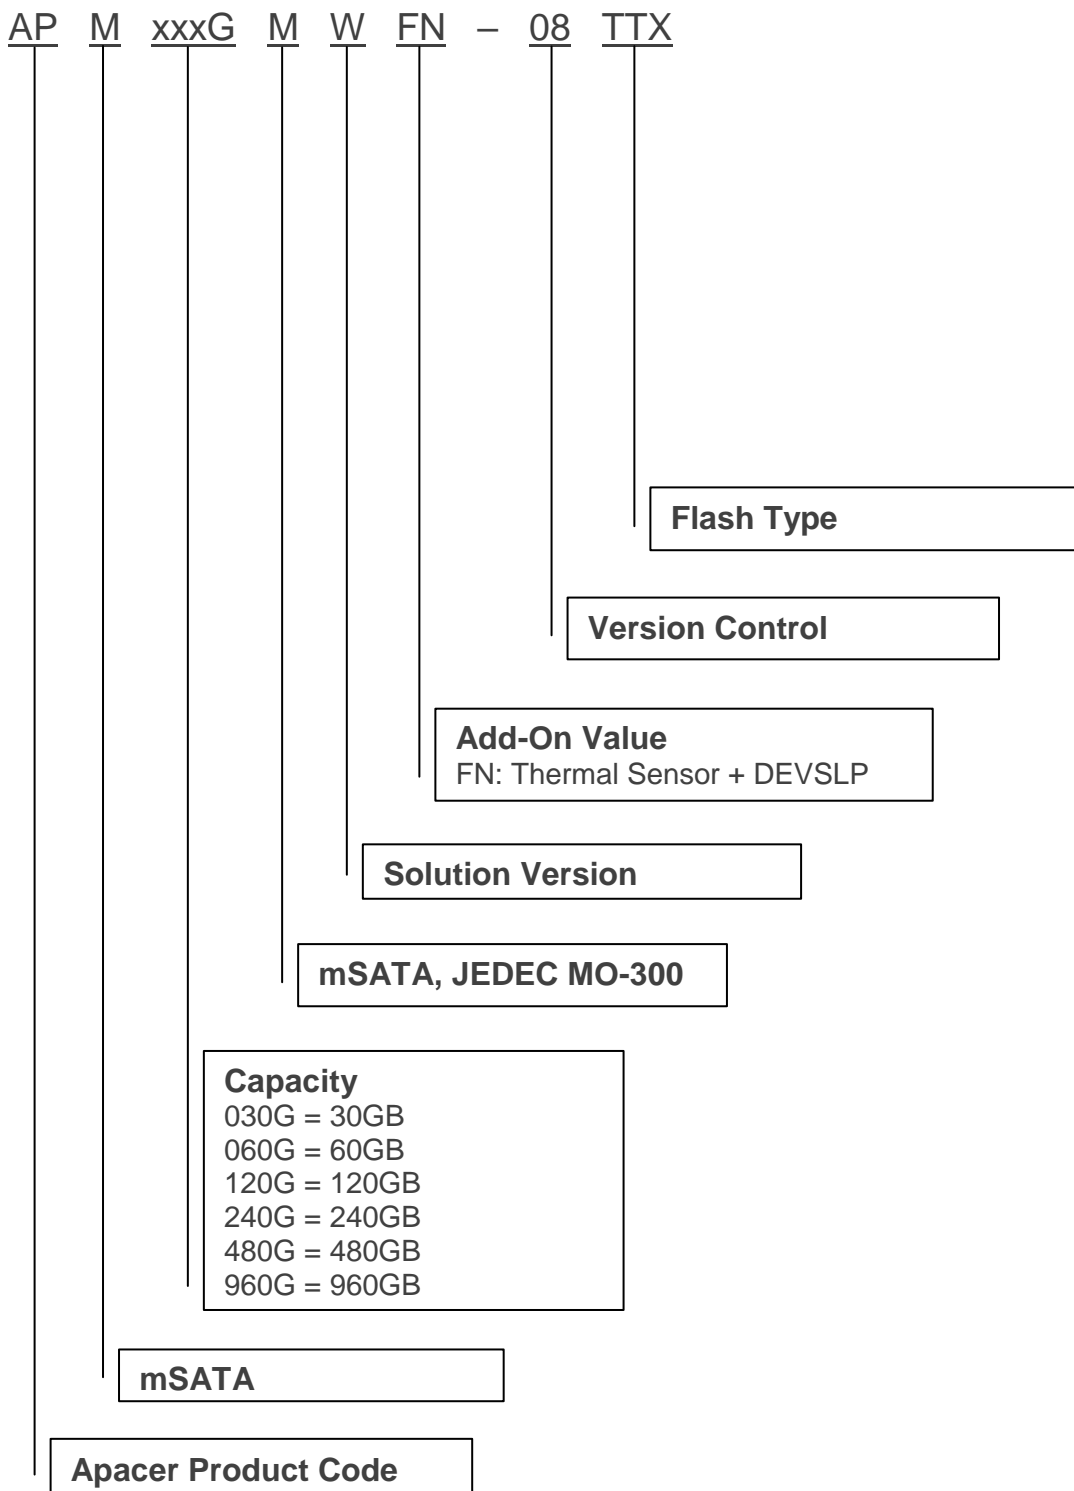 AP M xxxG M W FN – 08 TTX
Flash Type
Version Control
Add-On Value
FN: Thermal Sensor + DEVSLP
Solution Version
mSATA, JEDEC MO-300
Capacity
030G = 30GB
060G = 60GB
120G = 120GB
240G = 240GB
480G = 480GB
960G = 960GB
mSATA
Apacer Product Code